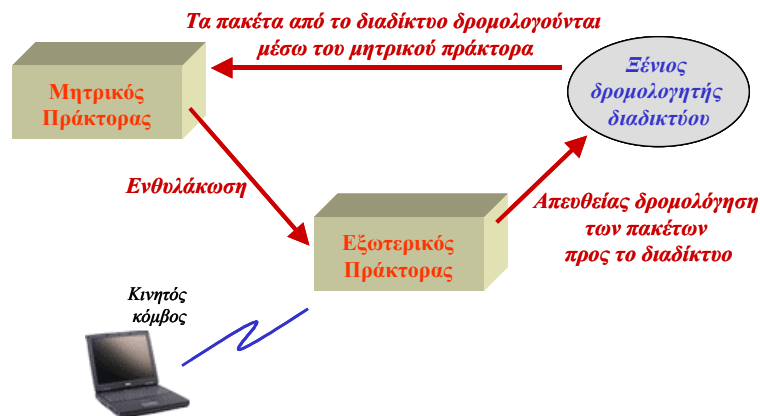 Τα πακέτα από το διαδίκτυο δρομολογούνται
μέσω του μητρικού πράκτορα
Μητρικός
Πράκτορας
Ξένιος
δρομολογητής
διαδικτύου
Ενθυλάκωση
Απευθείας δρομολόγηση
των πακέτων
προς το διαδίκτυο
Εξωτερικός
Πράκτορας
Κινητός
κόμβος